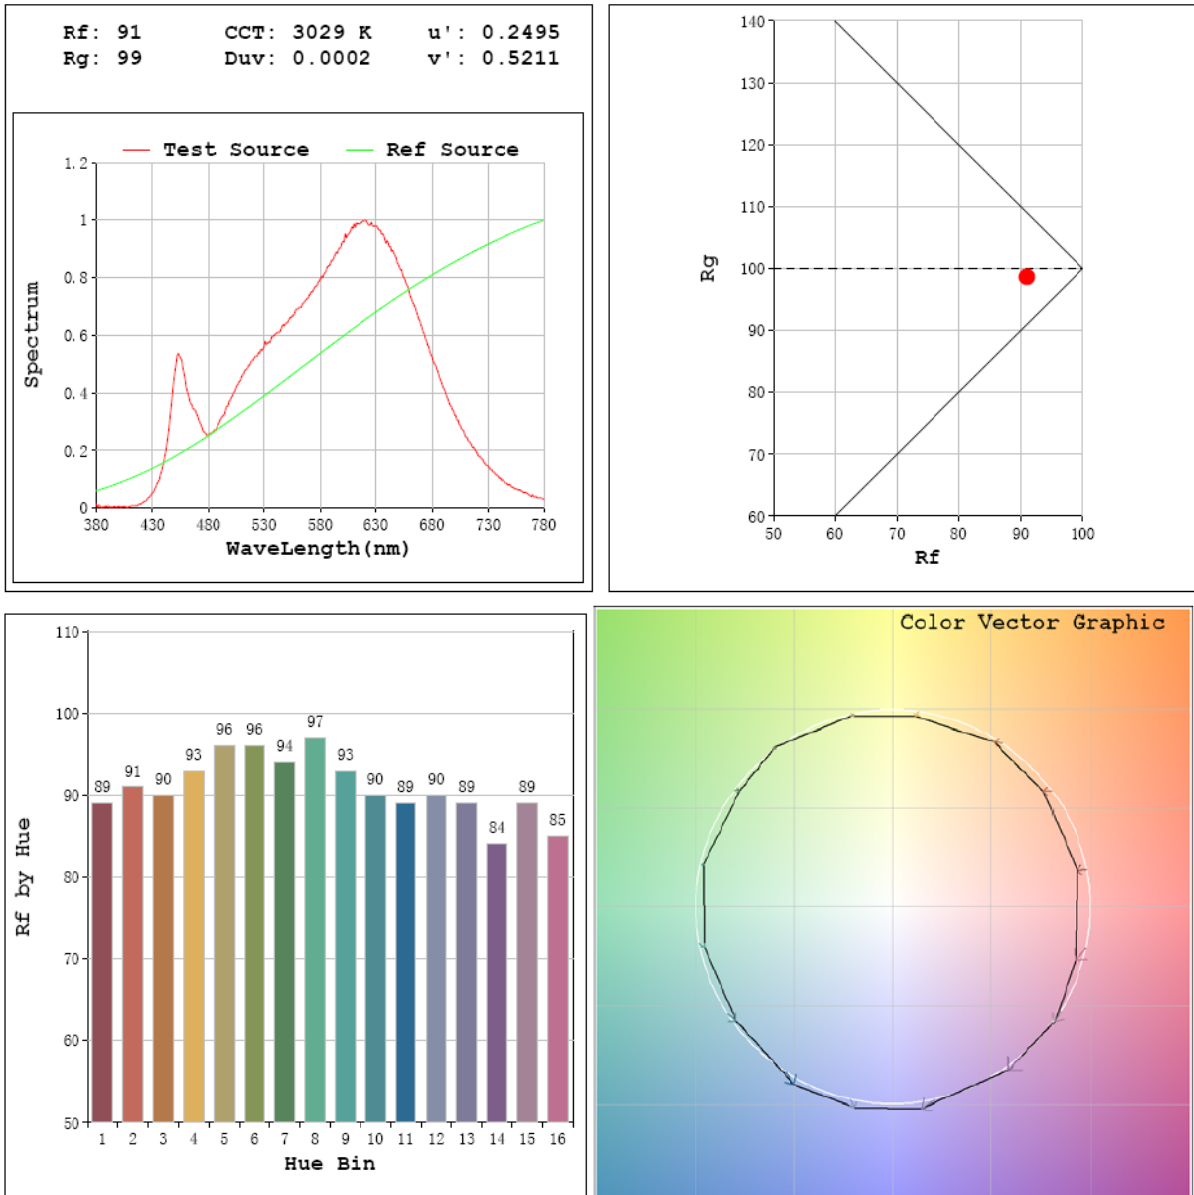 Rf: 91 CCT: 3029 K u': 0.2495
Rg: 99 Duv: 0.0002 v': 0.5211
Test Source Ref Source
1.2
1
0.8
0.6
0.4
0.2
0
Spectrum
380 430 480 530 580 630 680 730 780
WaveLength(nm)
140
130
120
110
100
90
80
70
60
Rg
50 60 70 80 90 100
Rf
110
100
90
80
70
60
50
Rf by Hue
89 91 90 93 96 96 94 97 93 90 89 90 89 84 89 85
1 2 3 4 5 6 7 8 9 10 11 12 13 14 15 16
Hue Bin
Color Vector Graphic